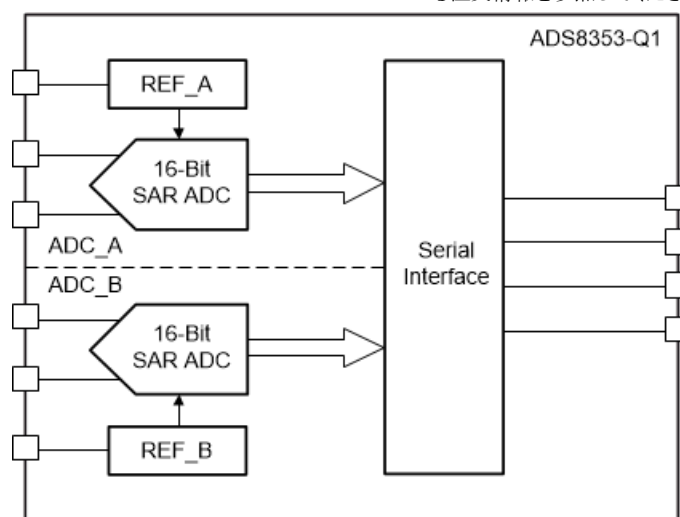 ADS8353-Q1
REF_A
16-Bit
SAR ADC
ADC_A
Serial
Interface
ADC_B
16-Bit
SAR ADC
REF_B